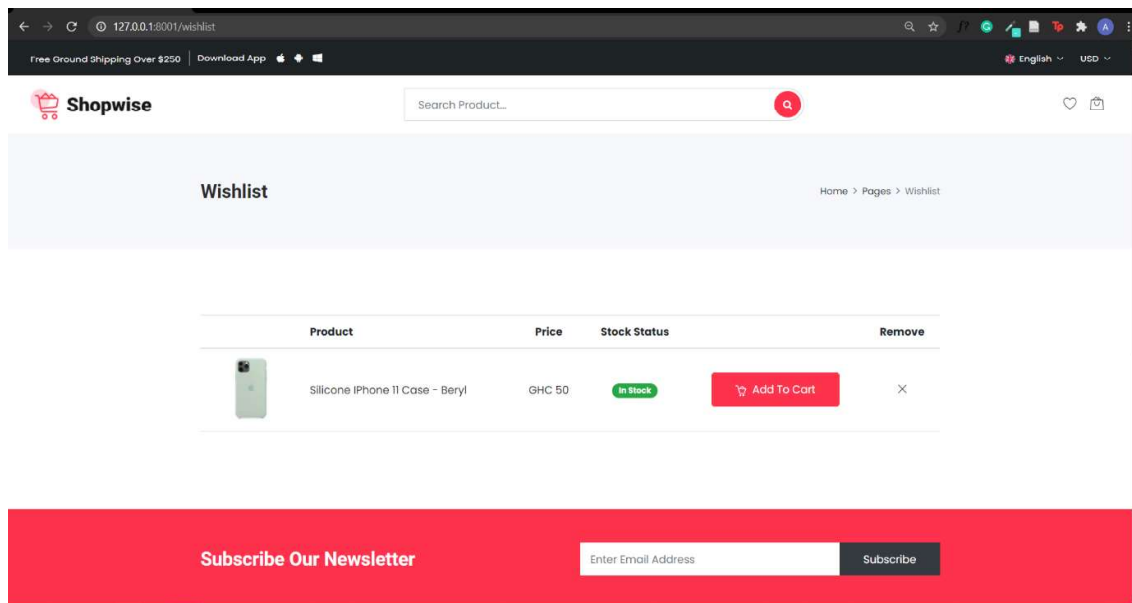 127.0.0.1:8001/wishlist
A
Free Ground Shipping Over $250 Download App English USD
Shopwise Search Product...
Wishlist Home > Pages > Wishlist
Product Price Stock Status Remove
Silicone IPhone 11 Case - Beryl GHC 50 In Stock Add To Cart
Subscribe Our Newsletter Enter Email Address Subscribe